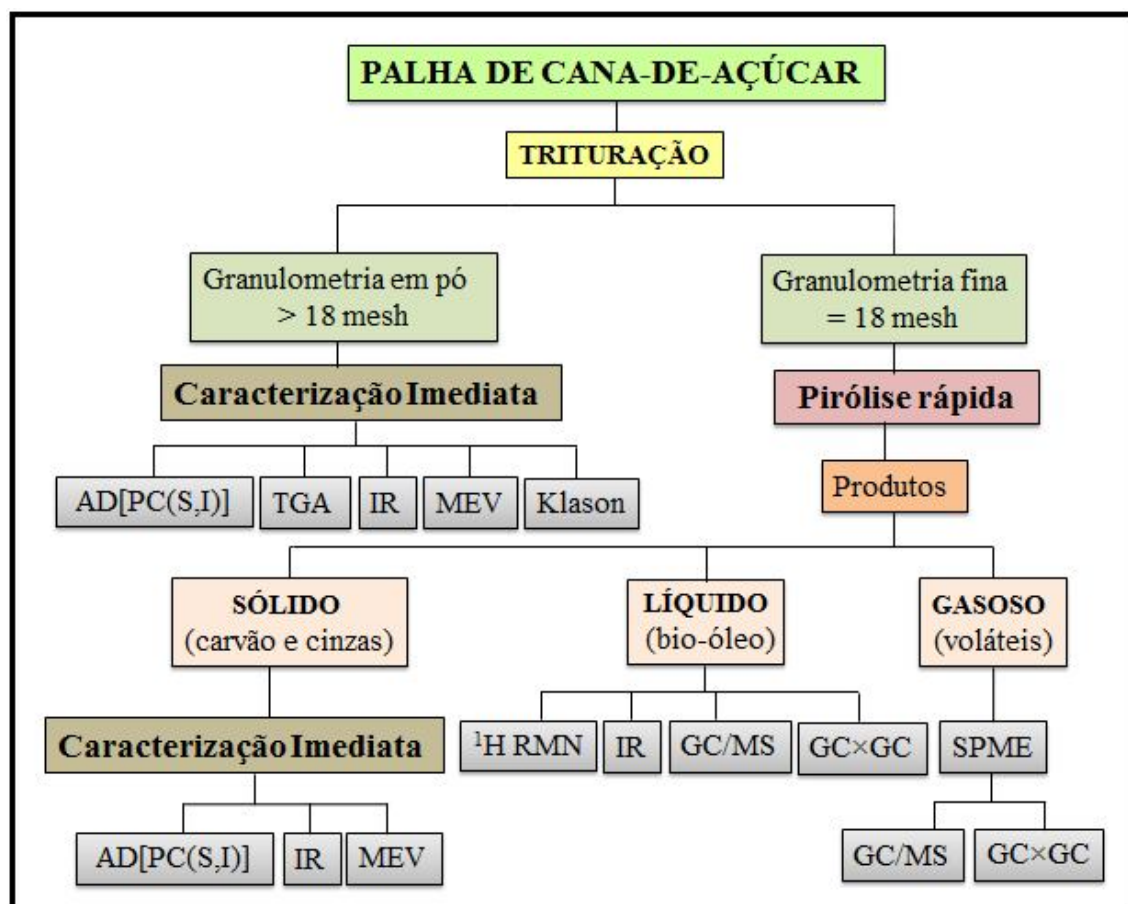 PALHA DE CANA-DE-AÇÚCAR
TRITURAÇÃO
Granulometria em pó
> 18 mesh
Granulometria fina
= 18 mesh
Caracterização Imediata
Pirólise rápida
AD[PC(S,I)]
TGA
IR
MEV
Klason
Produtos
SÓLIDO
(carvão e cinzas)
LÍQUIDO
(bio-óleo)
GASOSO
(voláteis)
Caracterização Imediata
¹H RMN
IR
GC/MS
GC×GC
SPME
AD[PC(S,I)]
IR
MEV
GC/MS
GC×GC